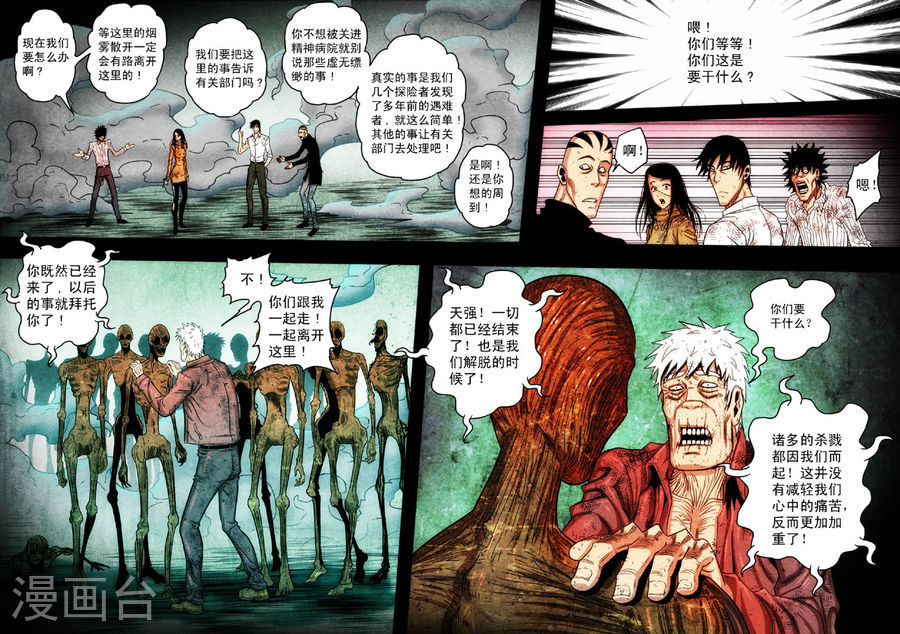 现在我们
要怎么办
啊？
等这里的烟
雾散开一定
会有路离开
这里的！
我们要把这
里的事告诉
有关部门吗？
你不想被关进
精神病院就别
说那些虚无缥
缈的事！
真实的事是我们
几个探险者发现
了多年前的遇难
者，就这么简单！
其他的事让有关
部门去处理吧！
是啊！
还是你
想的周
到！
喂！
你们等等！
你们这是
要干什么？
啊！
嗯！
你既然已经
来了，以后
的事就拜托
你了！
不！
你们跟我
一起走！
一起离开
这里！
天强！一切
都已经结束
了！也是我
们解脱的时
候了！
你们要
干什么？
诸多的杀戮
都因我们而
起！这并没
有减轻我们
心中的痛苦，
反而更加加
重了！
漫画台